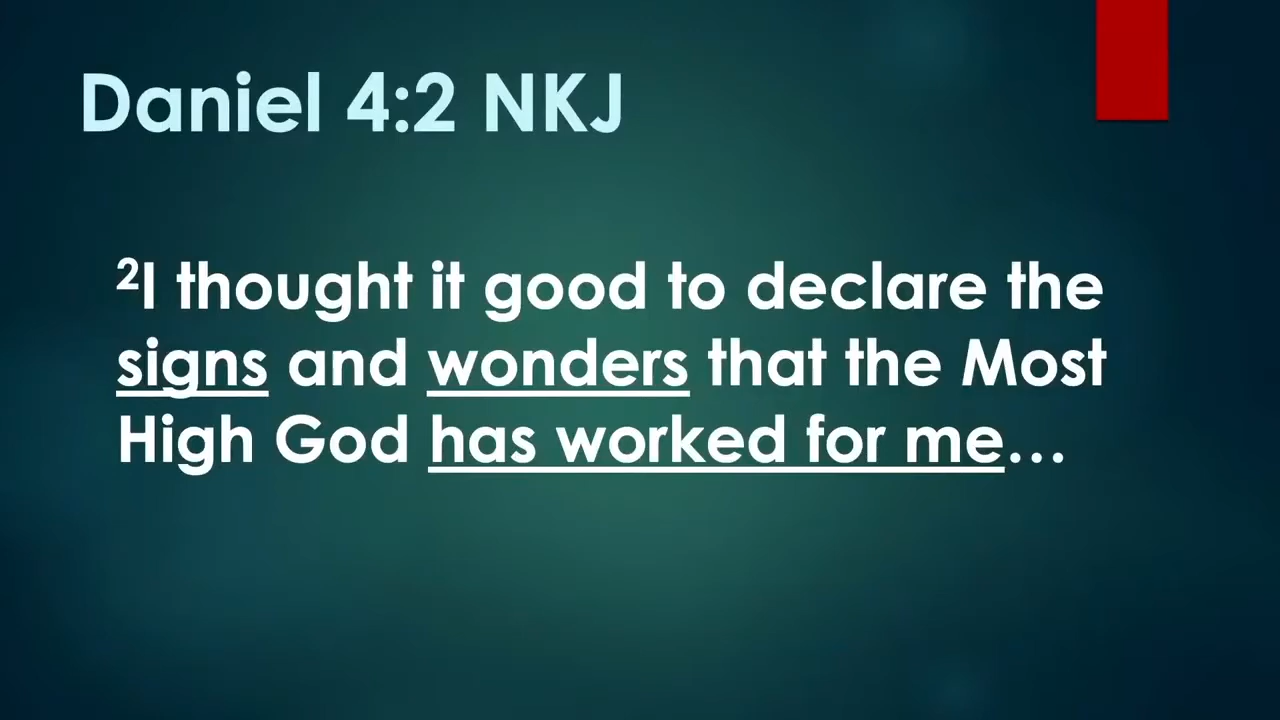 Daniel 4:2 NKJ
²I thought it good to declare the
signs and wonders that the Most
High God has worked for me…